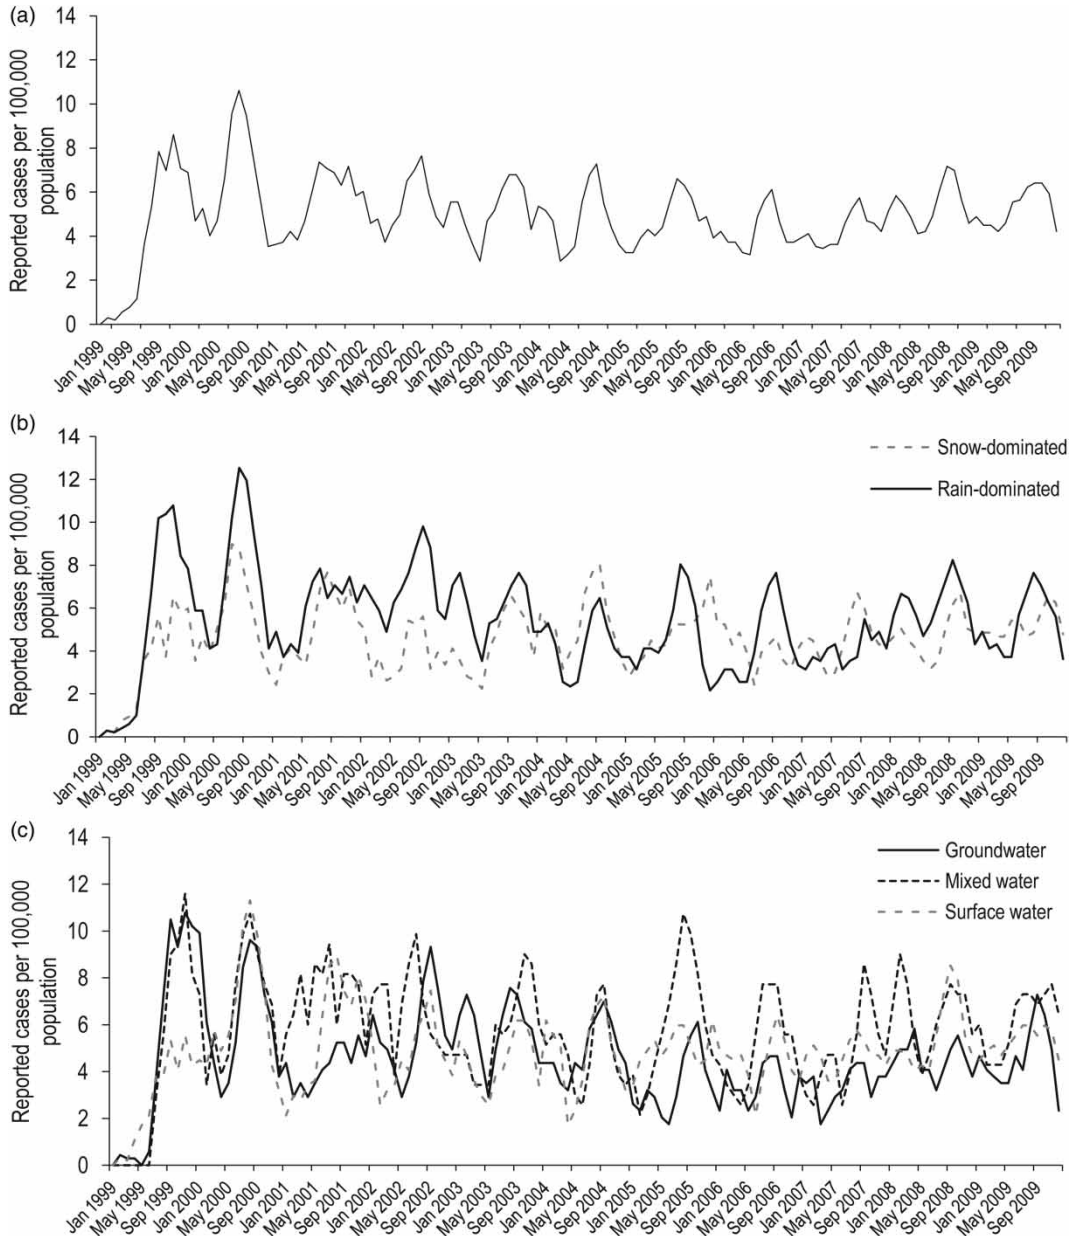 (a)
Reported cases per 100,000
population
14
12
10
8
6
4
2
0
Jan 1999
May 1999
Sep 1999
Jan 2000
May 2000
Sep 2000
Jan 2001
May 2001
Sep 2001
Jan 2002
May 2002
Sep 2002
Jan 2003
May 2003
Sep 2003
Jan 2004
May 2004
Sep 2004
Jan 2005
May 2005
Sep 2005
Jan 2006
May 2006
Sep 2006
Jan 2007
May 2007
Sep 2007
Jan 2008
May 2008
Sep 2008
Jan 2009
May 2009
Sep 2009
(b)
Reported cases per 100,000
population
14
12
10
8
6
4
2
0
Snow-dominated
Rain-dominated
Jan 1999
May 1999
Sep 1999
Jan 2000
May 2000
Sep 2000
Jan 2001
May 2001
Sep 2001
Jan 2002
May 2002
Sep 2002
Jan 2003
May 2003
Sep 2003
Jan 2004
May 2004
Sep 2004
Jan 2005
May 2005
Sep 2005
Jan 2006
May 2006
Sep 2006
Jan 2007
May 2007
Sep 2007
Jan 2008
May 2008
Sep 2008
Jan 2009
May 2009
Sep 2009
(c)
Reported cases per 100,000
population
14
12
10
8
6
4
2
0
Groundwater
Mixed water
Surface water
Jan 1999
May 1999
Sep 1999
Jan 2000
May 2000
Sep 2000
Jan 2001
May 2001
Sep 2001
Jan 2002
May 2002
Sep 2002
Jan 2003
May 2003
Sep 2003
Jan 2004
May 2004
Sep 2004
Jan 2005
May 2005
Sep 2005
Jan 2006
May 2006
Sep 2006
Jan 2007
May 2007
Sep 2007
Jan 2008
May 2008
Sep 2008
Jan 2009
May 2009
Sep 2009